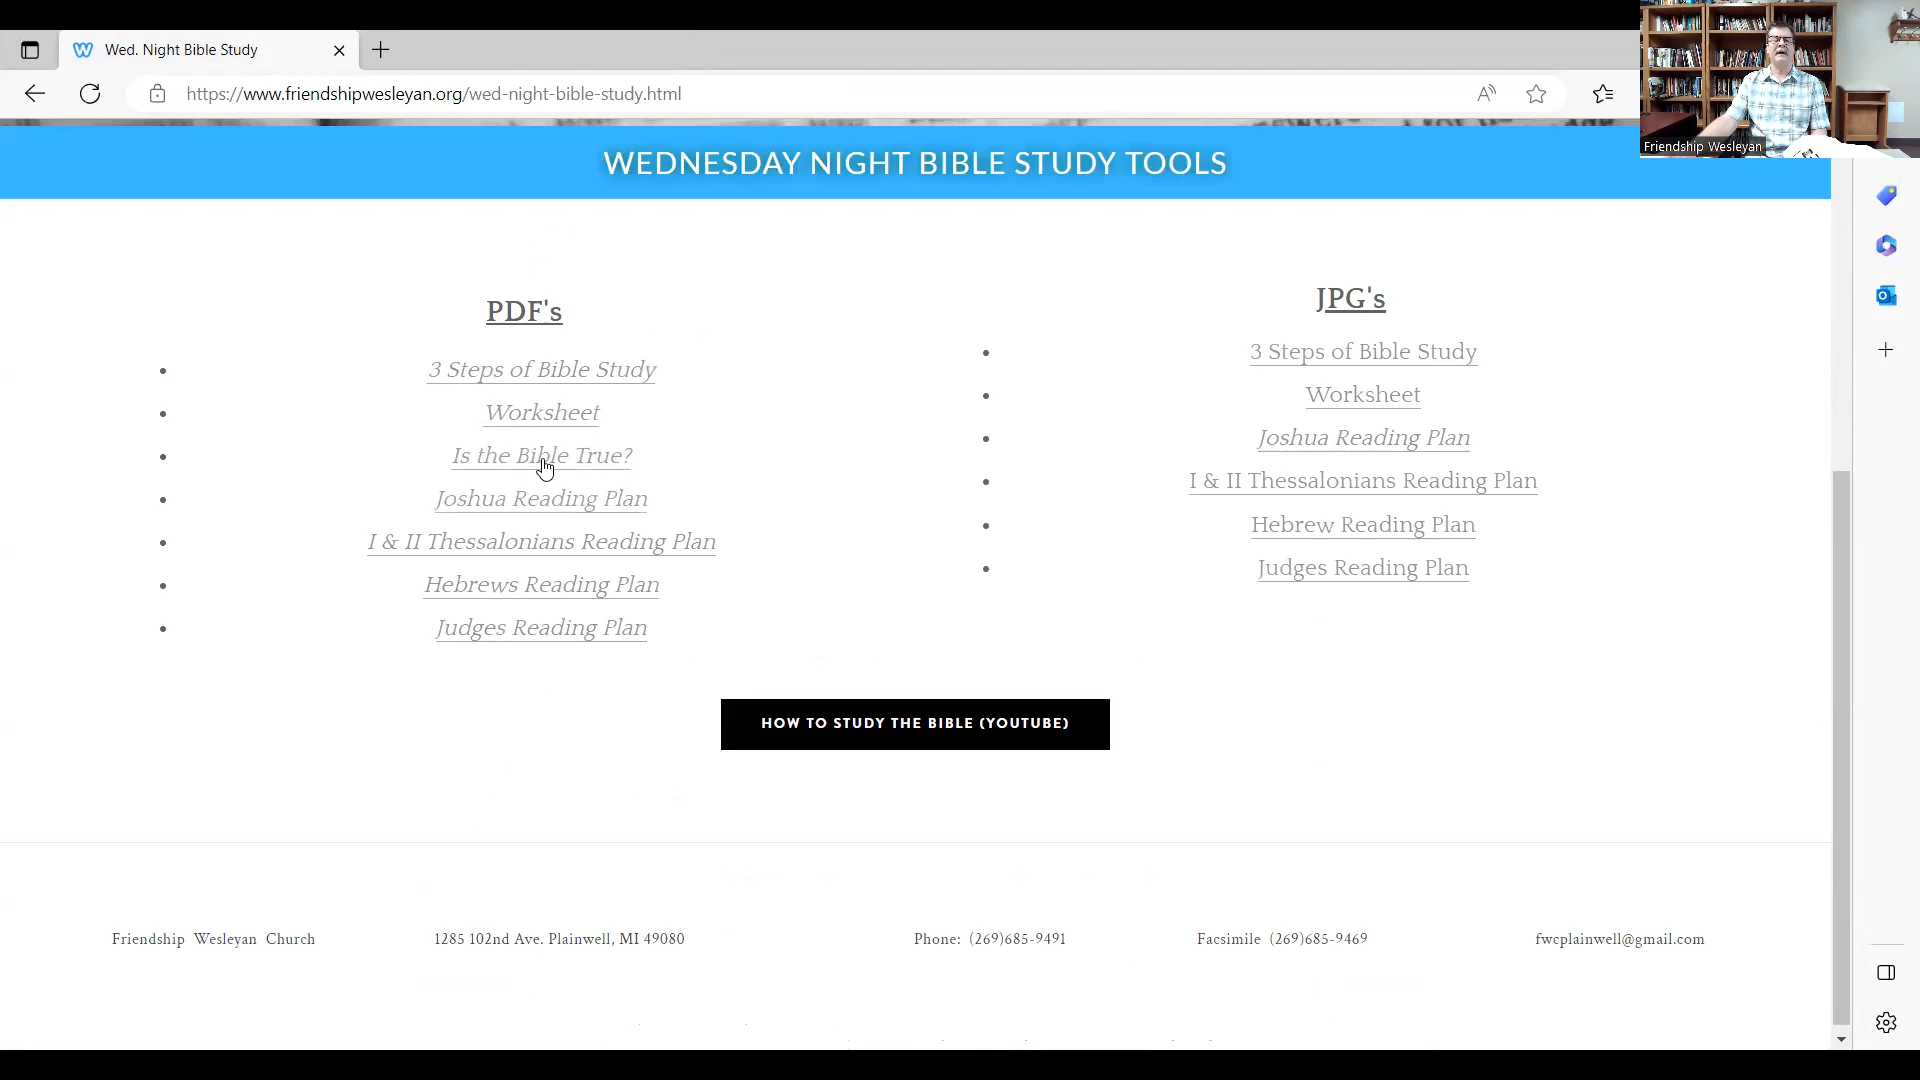 Wed. Night Bible Study
https://www.friendshipwesleyan.org/wed-night-bible-study.html
Friendship Wesleyan
WEDNESDAY NIGHT BIBLE STUDY TOOLS
PDF's
3 Steps of Bible Study
Worksheet
Is the Bible True?
Joshua Reading Plan
I & II Thessalonians Reading Plan
Hebrews Reading Plan
Judges Reading Plan
JPG's
3 Steps of Bible Study
Worksheet
Joshua Reading Plan
I & II Thessalonians Reading Plan
Hebrew Reading Plan
Judges Reading Plan
HOW TO STUDY THE BIBLE (YOUTUBE)
Friendship Wesleyan Church 1285 102nd Ave. Plainwell, MI 49080 Phone: (269)685-9491 Facsimile (269)685-9469 fwcplainwell@gmail.com